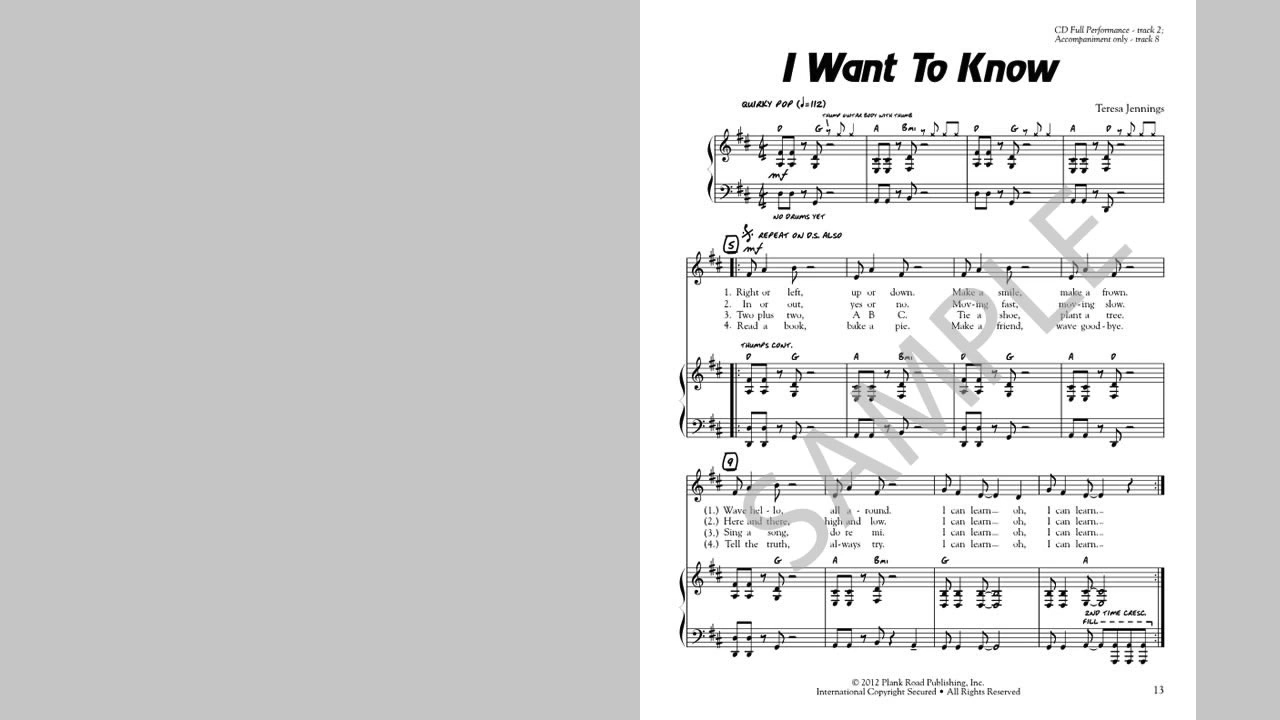 CD Full Performance - track 2;
Accompaniment only - track 8
I Want To Know
QUIRKY POP (♩=112)
Teresa Jennings
THUMP GUITAR BODY WITH THUMB
D G A Bmi D G A D
mf
NO DRUMS YET
5 REPEAT ON D.S. ALSO
mf
1. Right or left, up or down. Make a smile, make a frown.
2. In or out, yes or no. Mov-ing fast, mov-ing slow.
3. Two plus two, A B C. Tie a shoe, plant a tree.
4. Read a book, bake a pie. Make a friend, wave good-bye.
THUMPS CONT.
D G A Bmi D G A D
9
(1.) Wave hel - lo, all a - round. I can learn— oh, I can learn.—
(2.) Here and there, high and low. I can learn— oh, I can learn.—
(3.) Sing a song, do re mi. I can learn— oh, I can learn.—
(4.) Tell the truth, al-ways try. I can learn— oh, I can learn.—
G A Bmi G A
2ND TIME CRESC.
FILL
SAMPLE
© 2012 Plank Road Publishing, Inc.
International Copyright Secured • All Rights Reserved
13